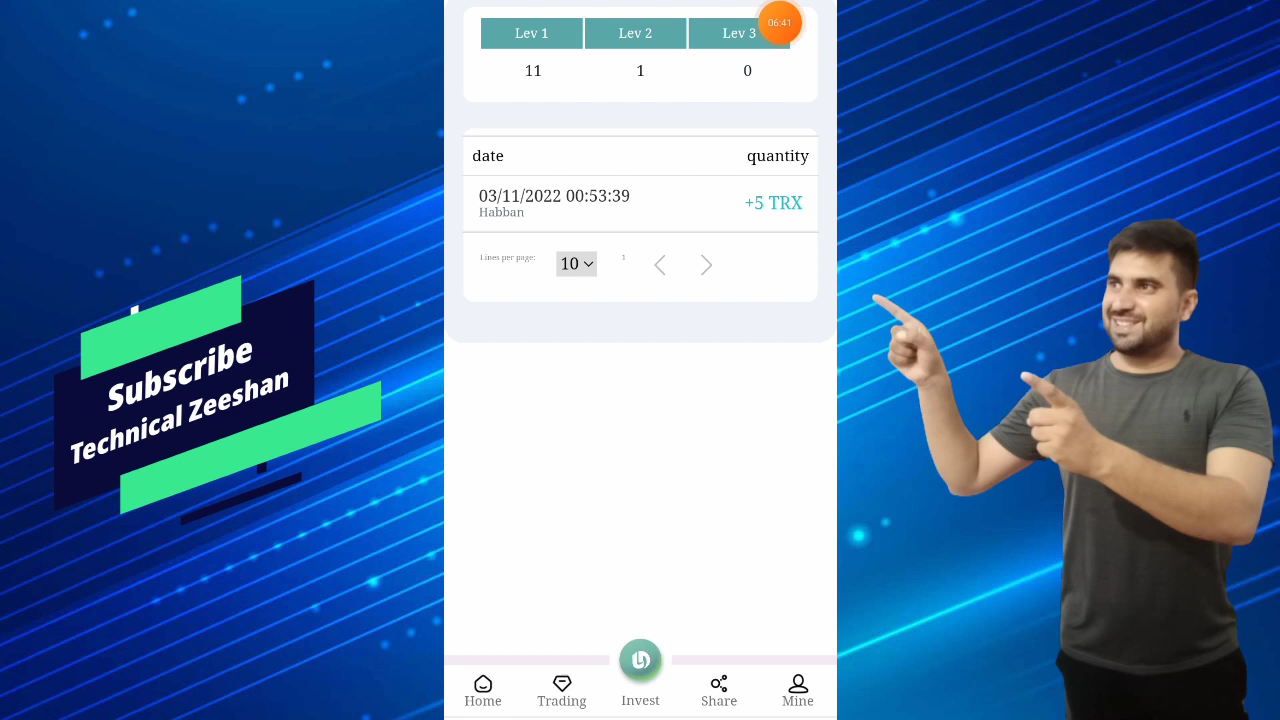 Subscribe
Technical Zeeshan
06:41
Lev 1 Lev 2 Lev 3
11 1 0
date quantity
03/11/2022 00:53:39 +5 TRX
Habban
Lines per page: 10 1
Home Trading Invest Share Mine